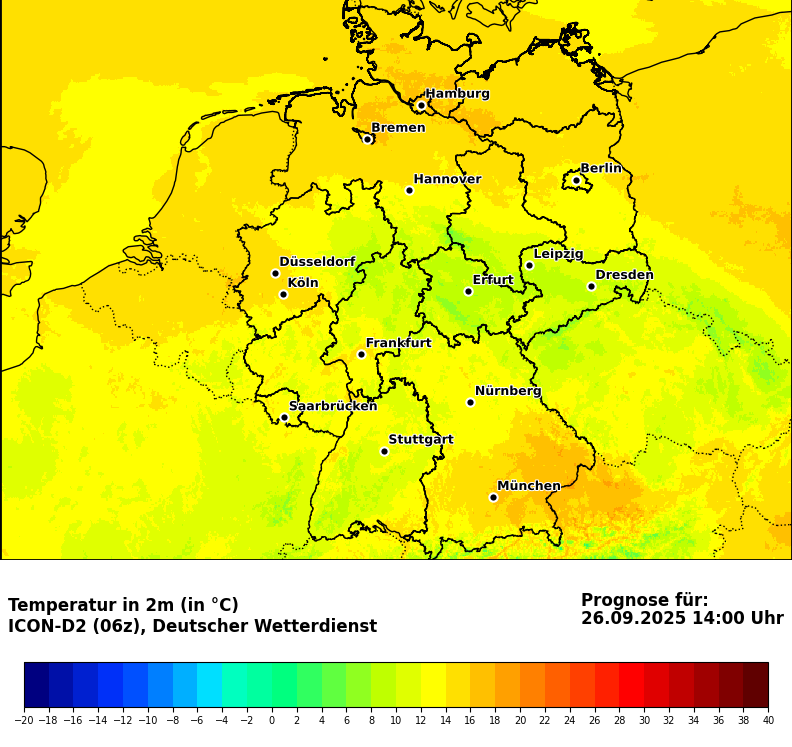 Hamburg
Bremen
Berlin
Hannover
Leipzig
Düsseldorf
Dresden
Köln
Erfurt
Frankfurt
Nürnberg
Saarbrücken
Stuttgart
München
Temperatur in 2m (in °C)
ICON-D2 (06z), Deutscher Wetterdienst
Prognose für:
26.09.2025 14:00 Uhr
−20 −18 −16 −14 −12 −10 −8 −6 −4 −2 0 2 4 6 8 10 12 14 16 18 20 22 24 26 28 30 32 34 36 38 40